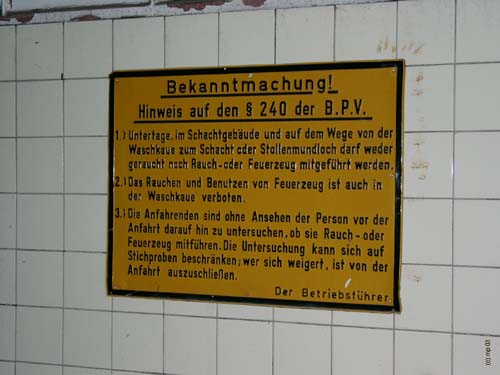 Bekanntmachung!
Hinweis auf den § 240 der B.P.V.
1.) Untertage, im Schachtgebäude und auf dem Wege von der
Waschkaue zum Schacht oder Stollenmundloch darf weder
geraucht noch Rauch- oder Feuerzeug mitgeführt werden.
2.) Das Rauchen und Benutzen von Feuerzeug ist auch in
der Waschkaue verboten.
3.) Die Anfahrenden sind ohne Ansehen der Person vor der
Anfahrt darauf hin zu untersuchen, ob sie Rauch- oder
Feuerzeug mitführen. Die Untersuchung kann sich auf
Stichproben beschränken; wer sich weigert, ist von der
Anfahrt auszuschließen.
Der Betriebsführer.
(c) mp 03